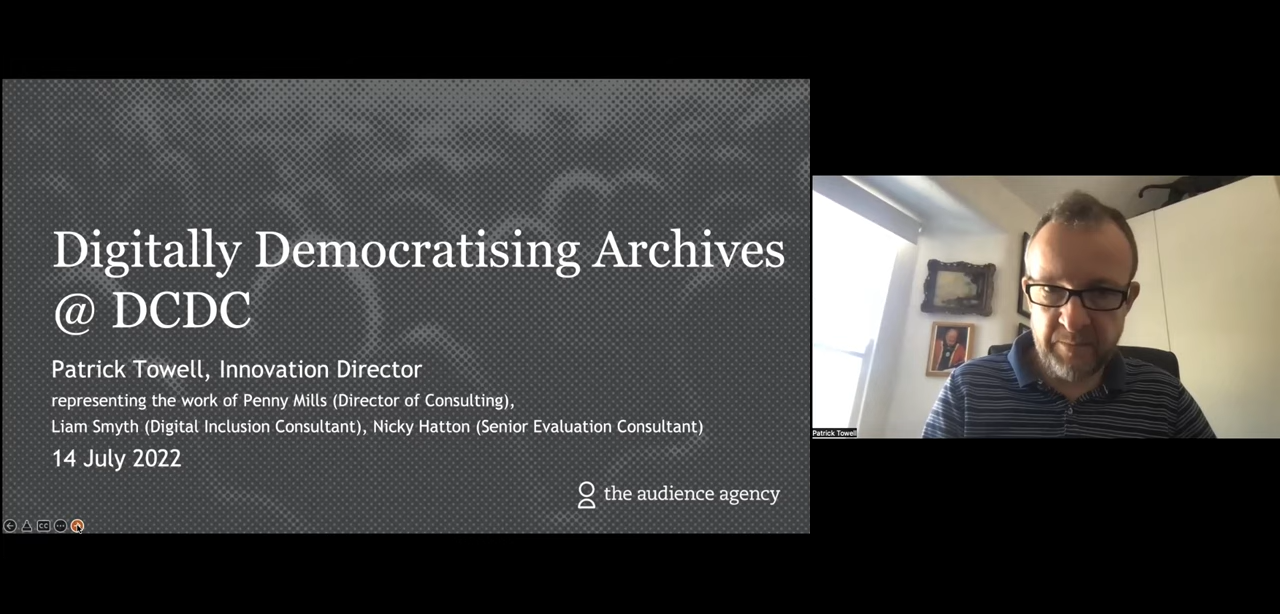 Digitally Democratising Archives
@ DCDC
Patrick Towell, Innovation Director
representing the work of Penny Mills (Director of Consulting),
Liam Smyth (Digital Inclusion Consultant), Nicky Hatton (Senior Evaluation Consultant)
14 July 2022
the audience agency
CC
Patrick Towell